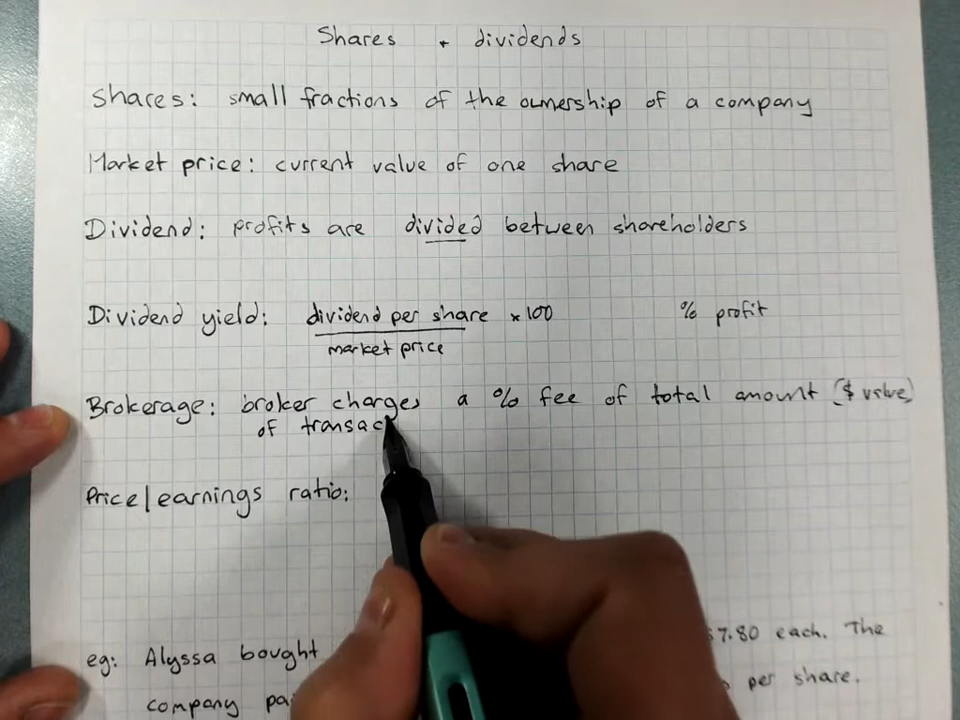 Shares + dividends
Shares: small fractions of the ownership of a company
Market price: current value of one share
Dividend: profits are divided between shareholders
Dividend yield: dividend per share × 100 % profit
market price
Brokerage: broker charges a % fee of total amount ($ value)
of transac
Price/earnings ratio:
eg: Alyssa bought $7.80 each. The
company per share.